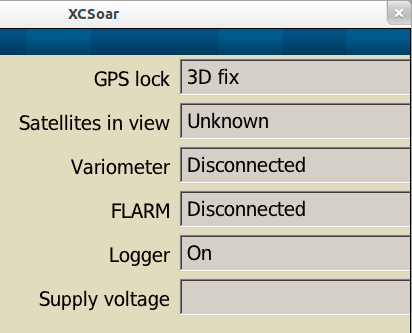 XCSoar
GPS lock 3D fix
Satellites in view Unknown
Variometer Disconnected
FLARM Disconnected
Logger On
Supply voltage